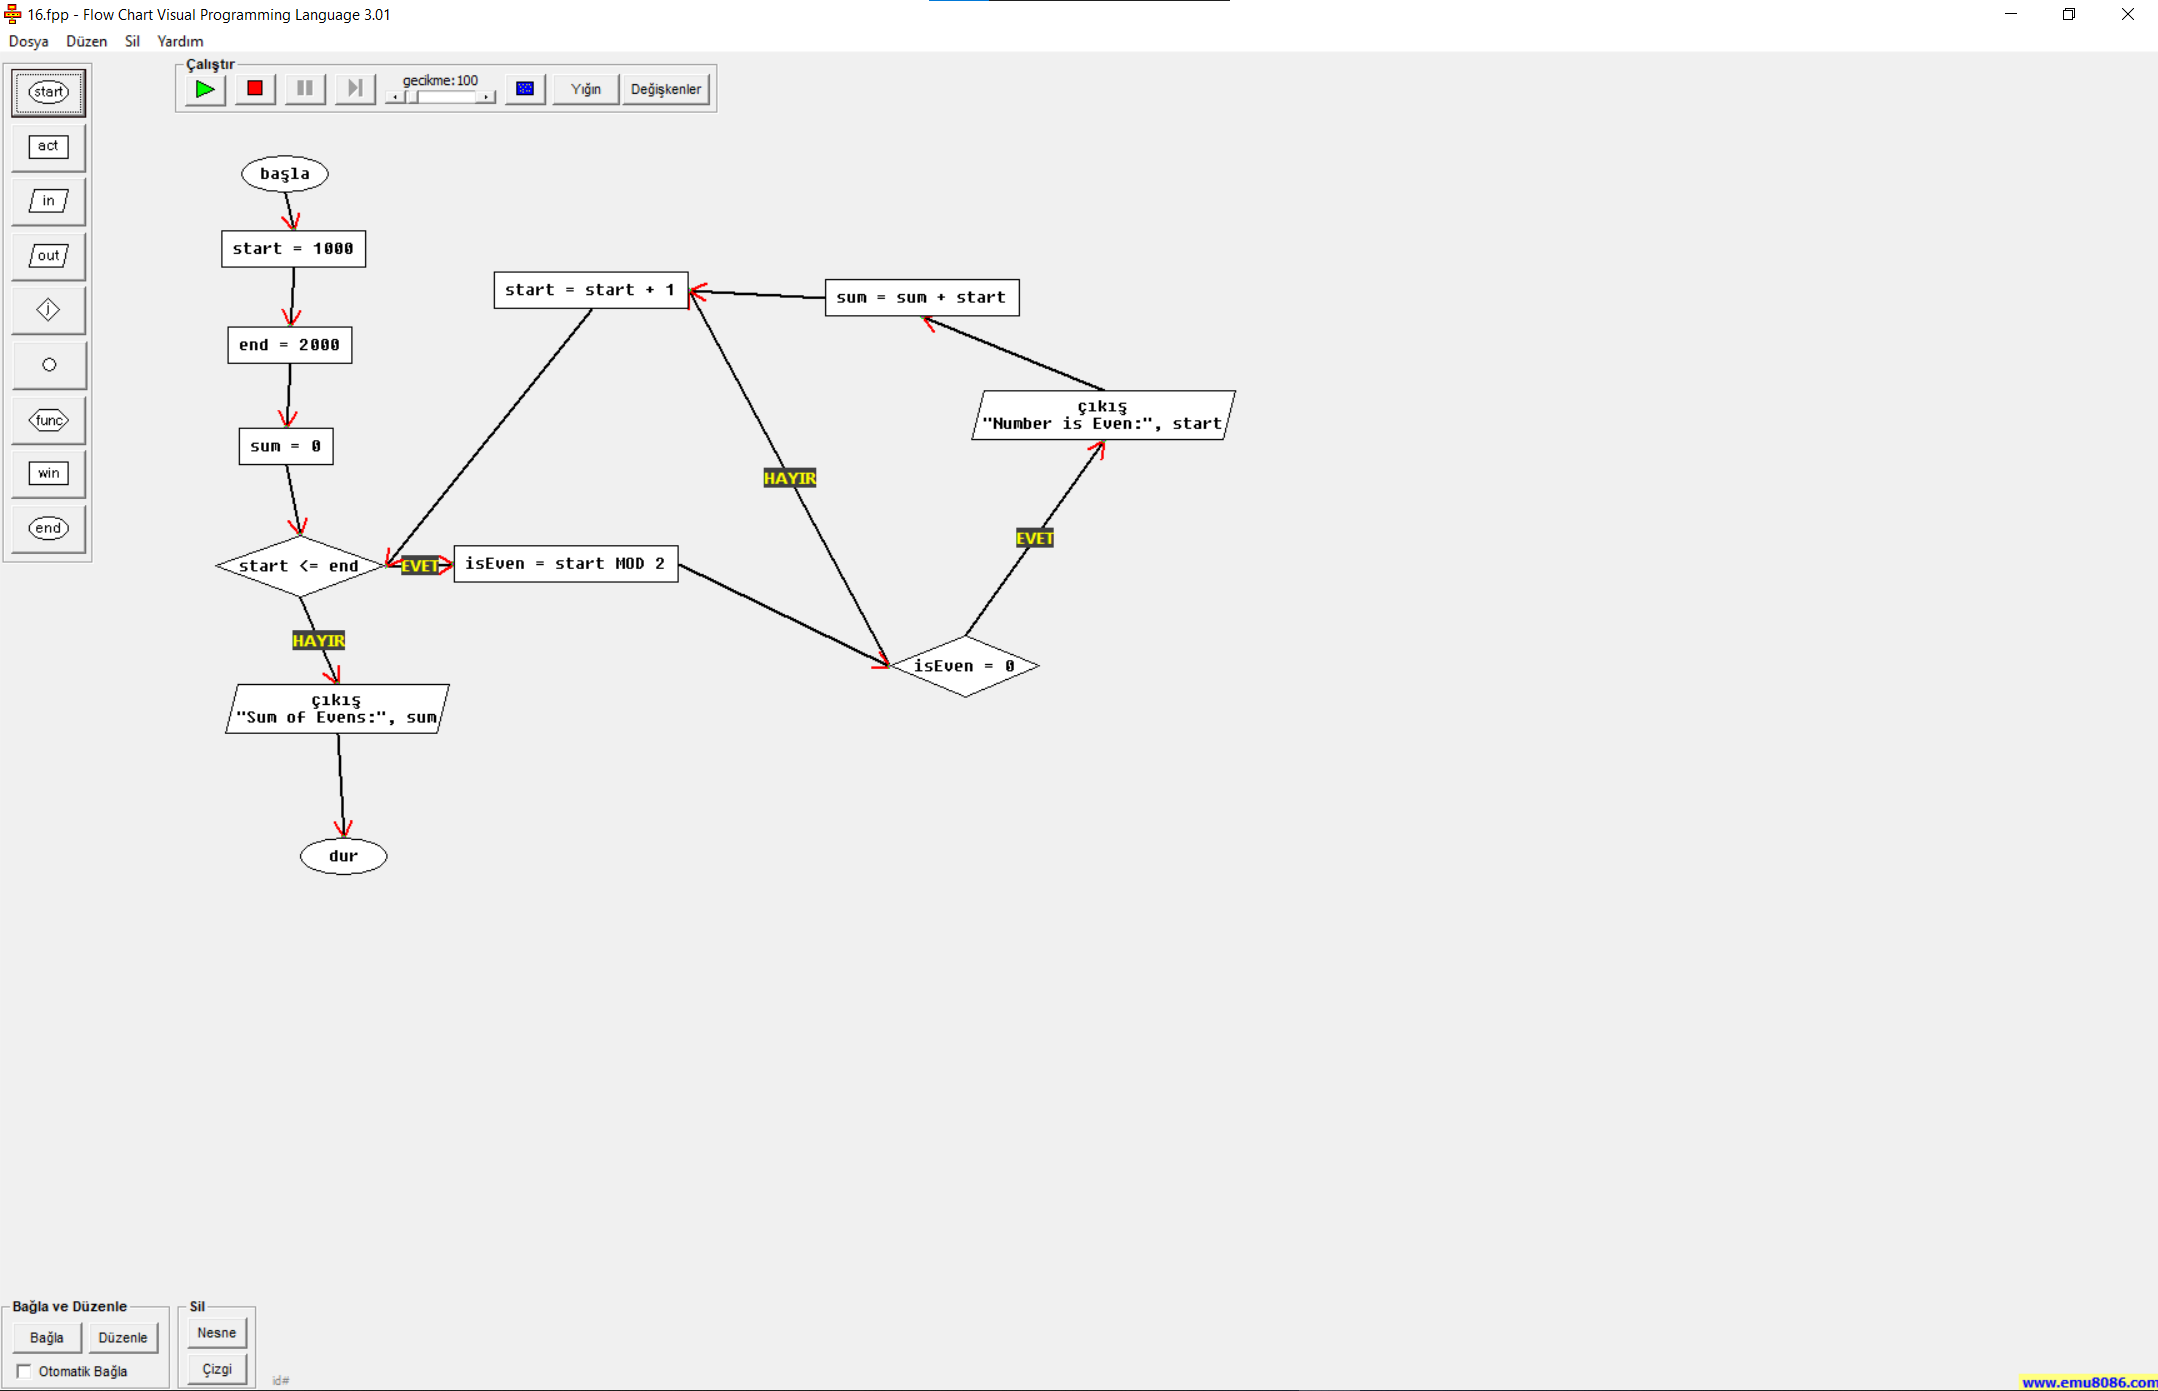 16.fpp - Flow Chart Visual Programming Language 3.01
Dosya Düzen Sil Yardım
Çalıştır
gecikme:100
Yığın
Değişkenler
start
act
in
out
i
func
win
end
başla
start = 1000
end = 2000
sum = 0
start <= end
EVET
isEven = start MOD 2
start = start + 1
sum = sum + start
çıkış
"Number is Even:", start
HAYIR
EVET
isEven = 0
HAYIR
çıkış
"Sum of Evens:", sum
dur
Bağla ve Düzenle
Bağla
Düzenle
Otomatik Bağla
Sil
Nesne
Çizgi
id#
www.emu8086.com